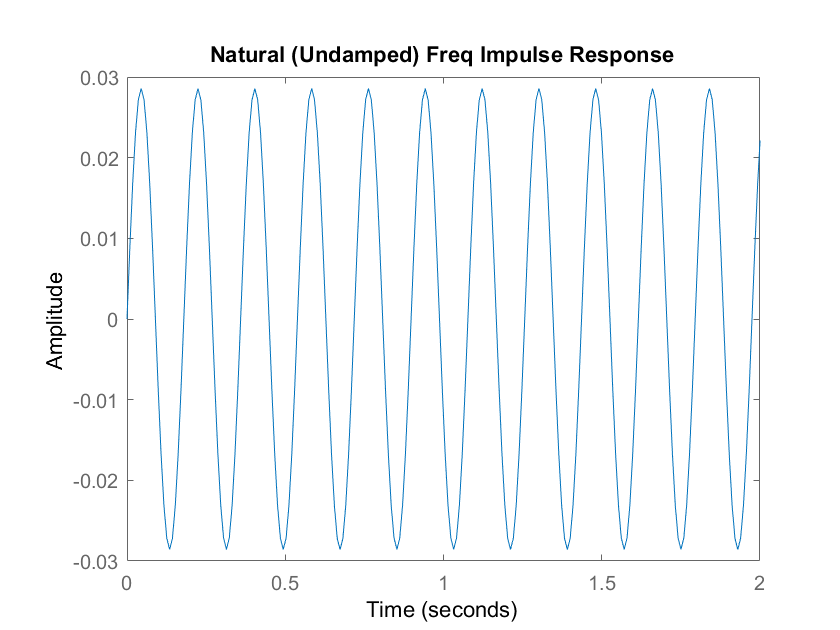 Natural (Undamped) Freq Impulse Response
0.03
0.02
0.01
0
-0.01
-0.02
-0.03
Amplitude
0 0.5 1 1.5 2
Time (seconds)